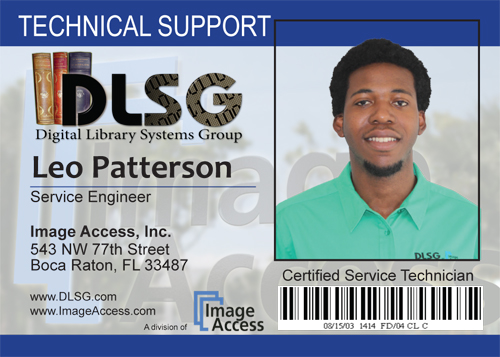 TECHNICAL SUPPORT
DLSG
Digital Library Systems Group
Leo Patterson
Service Engineer
Image Access, Inc.
543 NW 77th Street
Boca Raton, FL 33487
www.DLSG.com
www.ImageAccess.com
A division of
Image
Access
DLSG
Certified Service Technician
08/15/03 1414 FD/04 CL C
Image
Access